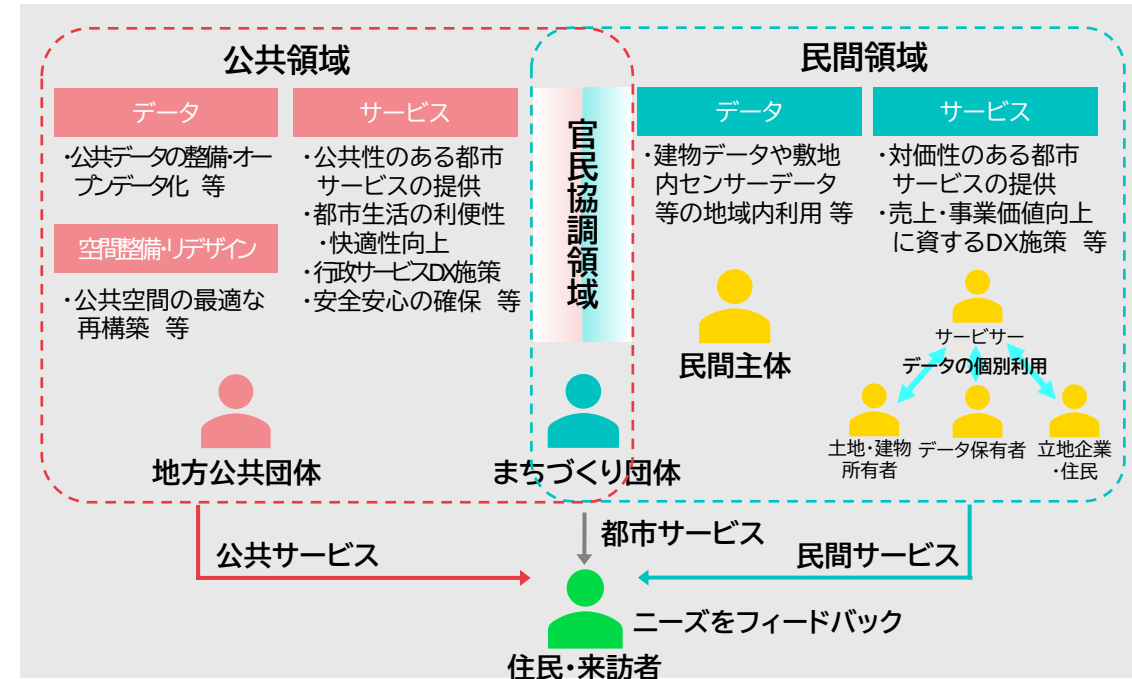 公共領域
データ
・公共データの整備・オー
プンデータ化 等
空間整備・リデザイン
・公共空間の最適な
再構築 等
サービス
・公共性のある都市
サービスの提供
・都市生活の利便性
・快適性向上
・行政サービスDX施策
・安全安心の確保 等
地方公共団体
官民協調領域
まちづくり団体
民間領域
データ
・建物データや敷地
内センサーデータ
等の地域内利用 等
民間主体
サービス
・対価性のある都市
サービスの提供
・売上・事業価値向上
に資するDX施策 等
サービサー
データの個別利用
土地・建物
所有者
データ保有者
立地企業
・住民
公共サービス
都市サービス
民間サービス
ニーズをフィードバック
住民・来訪者